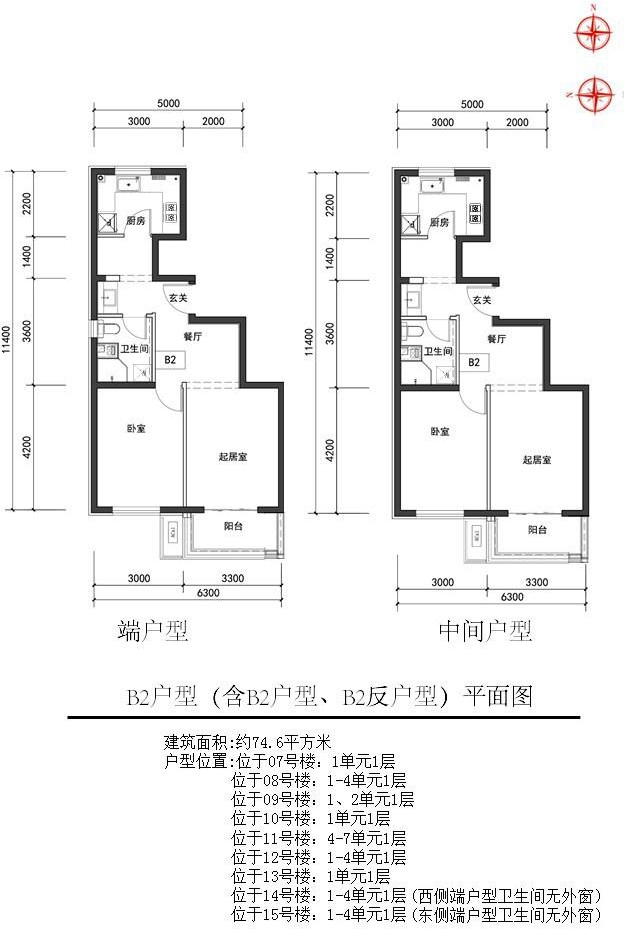 N
N
5000
5000
3000 2000
3000 2000
2200
1400
3600
4200
11400
厨房
玄关
餐厅
卫生间
B2
卧室
起居室
阳台
2200
1400
3600
4200
11400
厨房
玄关
餐厅
卫生间
B2
卧室
起居室
阳台
3000 3300
6300
3000 3300
6300
端户型
中间户型
B2户型（含B2户型、B2反户型）平面图
建筑面积:约74.6平方米
户型位置:位于07号楼：1单元1层
位于08号楼：1-4单元1层
位于09号楼：1、2单元1层
位于10号楼：1单元1层
位于11号楼：4-7单元1层
位于12号楼：1-4单元1层
位于13号楼：1单元1层
位于14号楼：1-4单元1层(西侧端户型卫生间无外窗)
位于15号楼：1-4单元1层(东侧端户型卫生间无外窗)